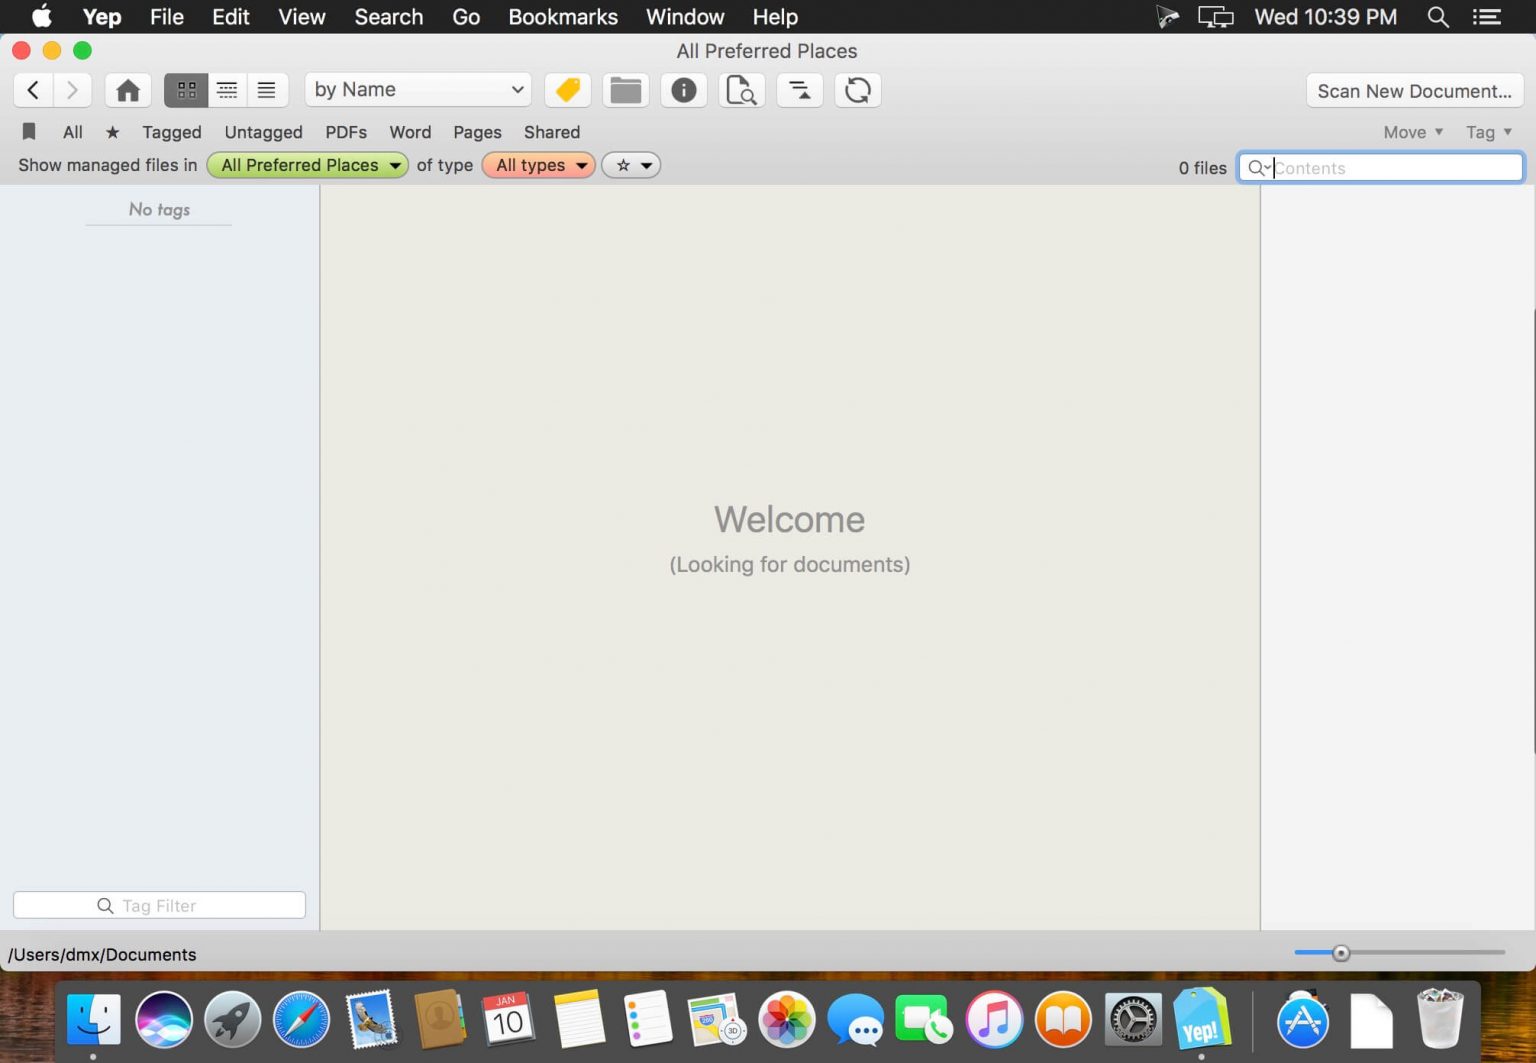 Yep File Edit View Search Go Bookmarks Window Help Wed 10:39 PM
All Preferred Places
by Name Scan New Document...
All Tagged Untagged PDFs Word Pages Shared Move Tag
Show managed files in All Preferred Places of type All types 0 files Contents
No tags
Welcome
(Looking for documents)
Tag Filter
/Users/dmx/Documents
JAN
10
280
3D
Yep!